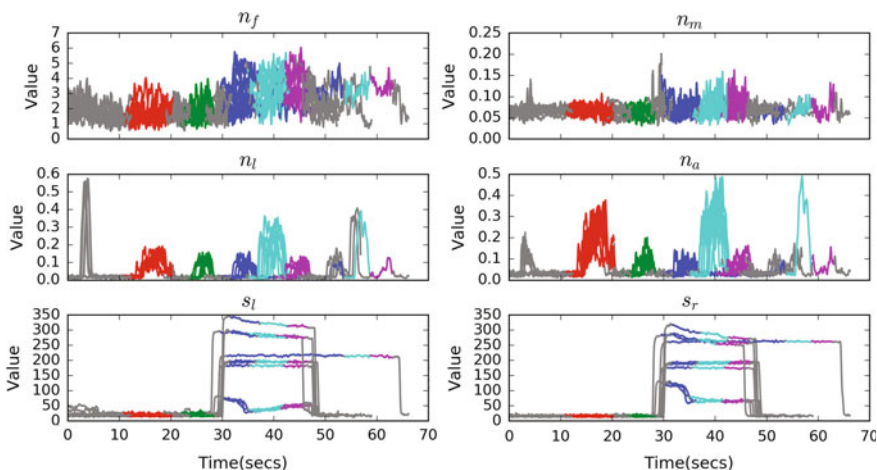 n_f
n_m
7
6
5
4
3
2
1
0
Value
0.25
0.20
0.15
0.10
0.05
0.00
Value
n_l
n_a
0.6
0.5
0.4
0.3
0.2
0.1
0.0
Value
0.5
0.4
0.3
0.2
0.1
0.0
Value
s_l
s_r
350
300
250
200
150
100
50
0
Value
350
300
250
200
150
100
50
0
Value
0 10 20 30 40 50 60 70
0 10 20 30 40 50 60 70
Time(secs)
Time(secs)